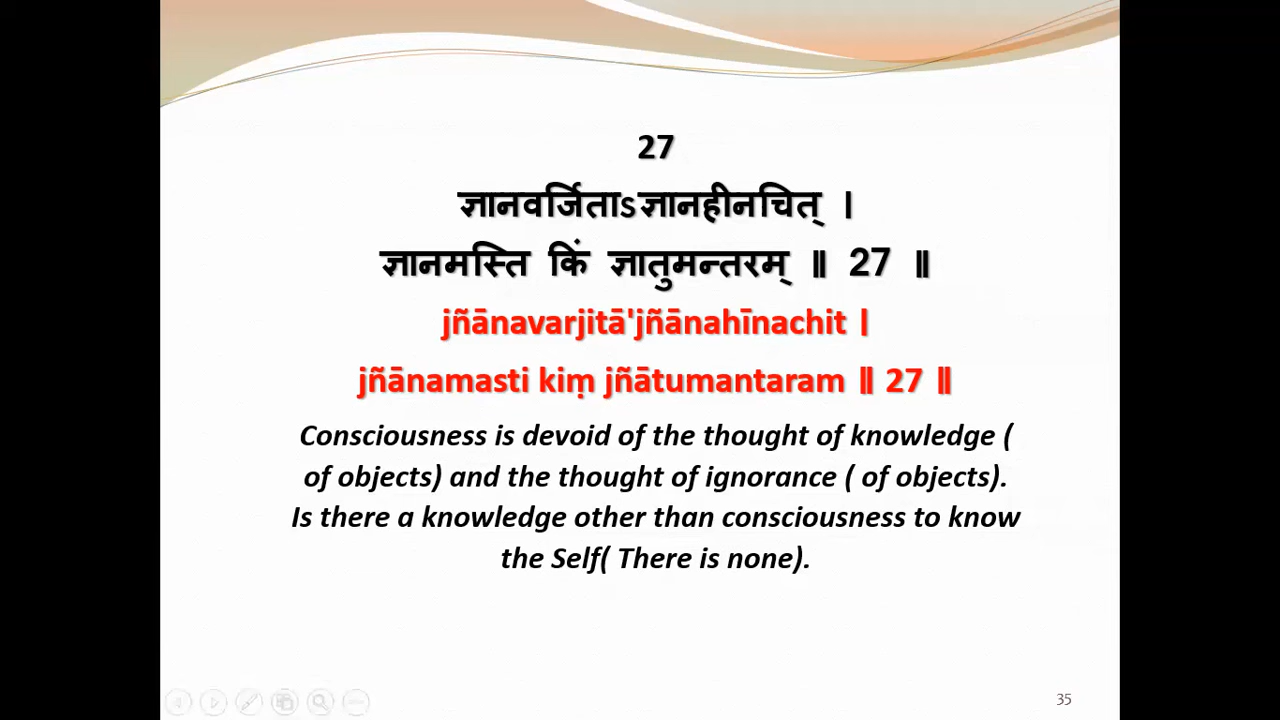 27
ज्ञानवर्जिताऽज्ञानहीनचित् ।
ज्ञानमस्ति किं ज्ञातुमन्तरम् ॥ 27 ॥
jñānavarjitā'jñānahīnachit ।
jñānamasti kiṃ jñātumantaram ॥ 27 ॥
Consciousness is devoid of the thought of knowledge (
of objects) and the thought of ignorance ( of objects).
Is there a knowledge other than consciousness to know
the Self( There is none).
35